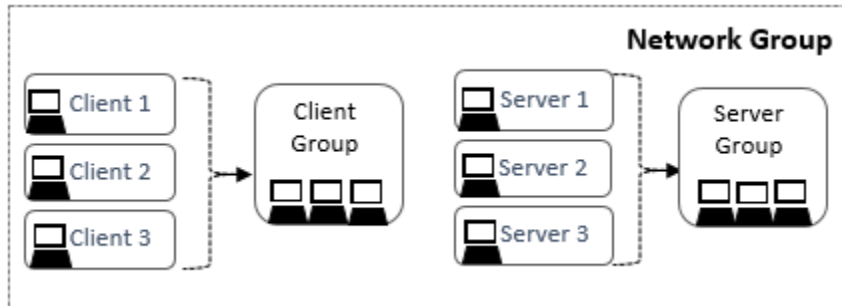 Network Group
Client 1
Client 2
Client 3
Client
Group
Server 1
Server 2
Server 3
Server
Group